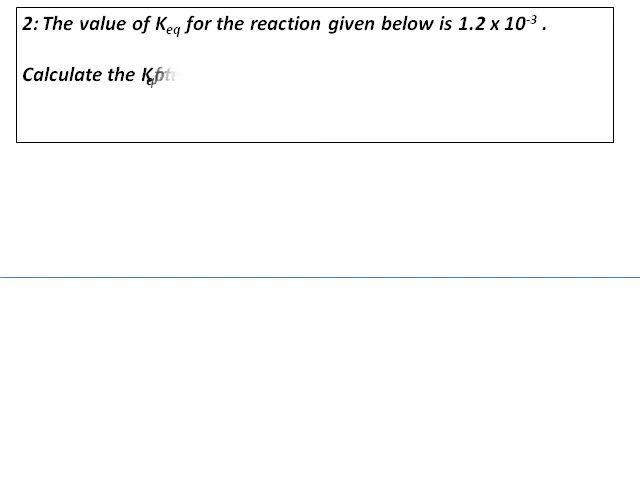 2: The value of Keq for the reaction given below is 1.2 x 10-3 .
Calculate the